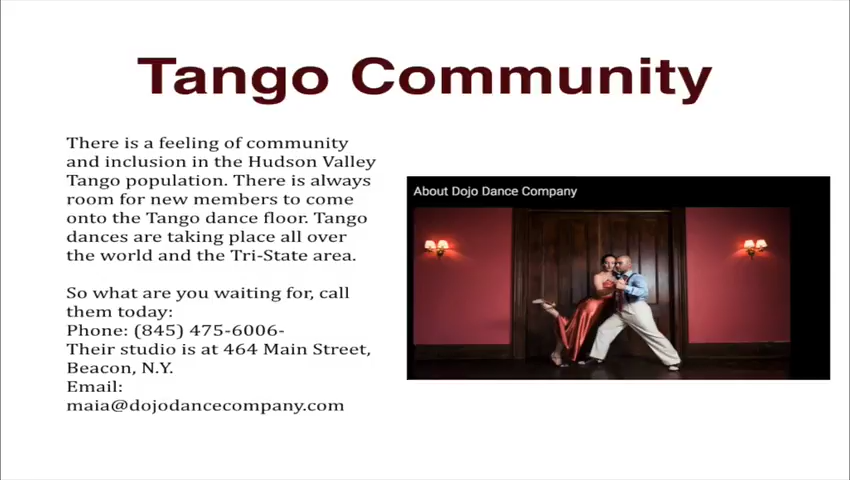 Tango Community
There is a feeling of community
and inclusion in the Hudson Valley
Tango population. There is always
room for new members to come
onto the Tango dance floor. Tango
dances are taking place all over
the world and the Tri-State area.
So what are you waiting for, call
them today:
Phone: (845) 475-6006-
Their studio is at 464 Main Street,
Beacon, N.Y.
Email:
maia@dojodancecompany.com
About Dojo Dance Company